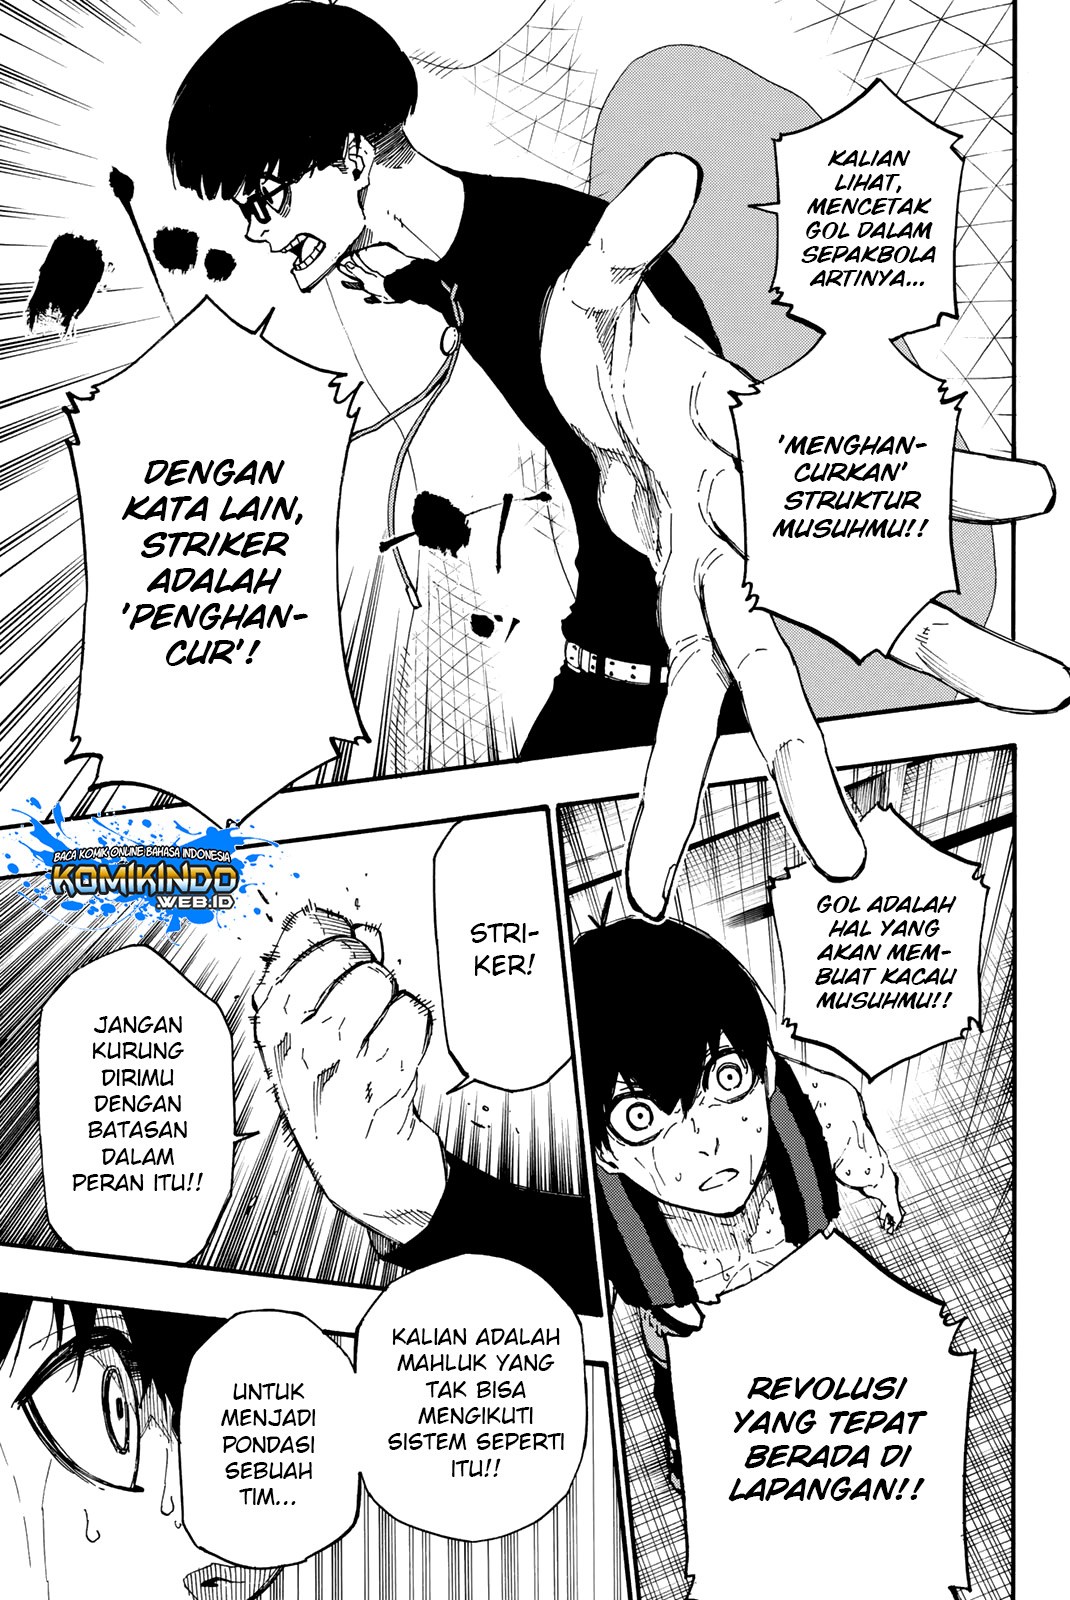 KALIAN
LIHAT,
MENCETAK
GOL DALAM
SEPAKBOLA
ARTINYA...
'MENGHAN-
CURKAN'
STRUKTUR
MUSUHMU!!
DENGAN
KATA LAIN,
STRIKER
ADALAH
'PENGHAN-
CUR'!
GOL ADALAH
HAL YANG
AKAN MEM-
BUAT KACAU
MUSUHMU!!
REVOLUSI
YANG TEPAT
BERADA DI
LAPANGAN!!
STRI-
KER!
JANGAN
KURUNG
DIRIMU
DENGAN
BATASAN
DALAM
PERAN ITU!!
KALIAN ADALAH
MAHLUK YANG
TAK BISA
MENGIKUTI
SISTEM SEPERTI
ITU!!
UNTUK
MENJADI
PONDASI
SEBUAH
TIM...
BACA KOMIK ONLINE BAHASA INDONESIA
KOMIKINDO
WEB.ID